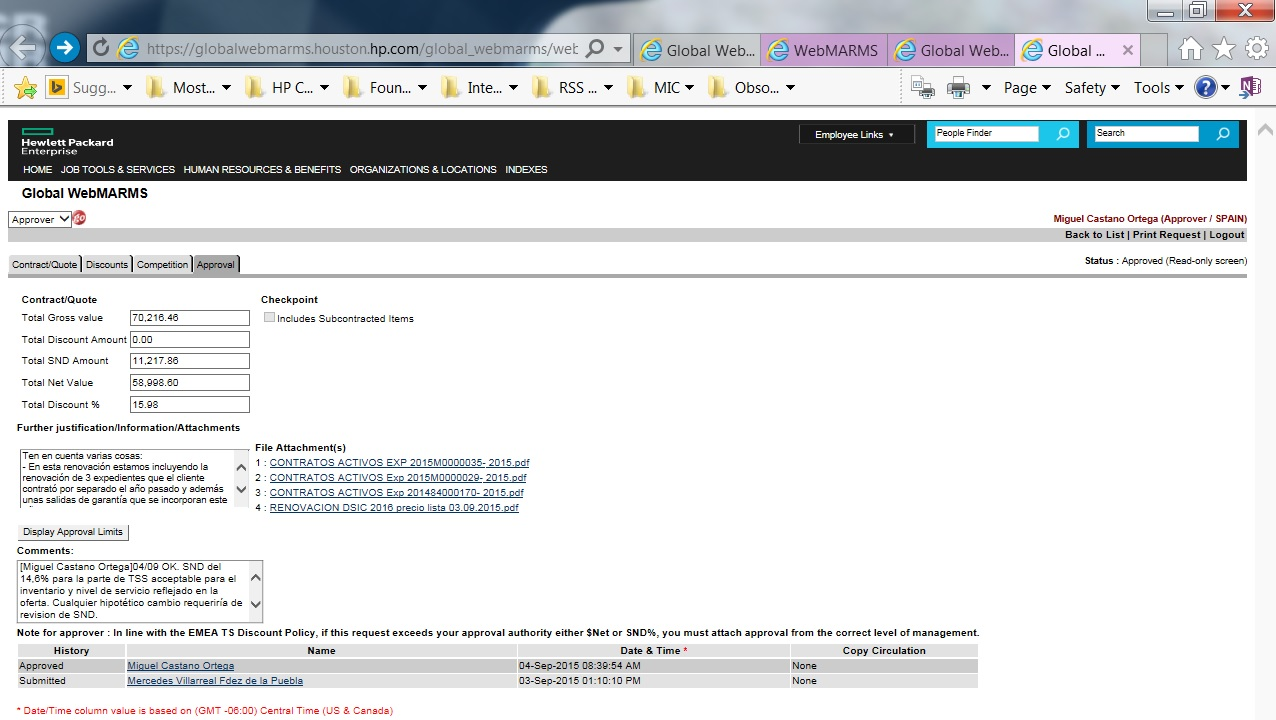 https://globalwebmarms.houston.hp.com/global_webmarms/web
Global Web...
WebMARMS
Global Web...
Global ...
Sugg...
Most...
HP C...
Foun...
Inte...
RSS ...
MIC
Obso...
Page
Safety
Tools
Hewlett Packard
Enterprise
Employee Links
People Finder
Search
HOME JOB TOOLS & SERVICES HUMAN RESOURCES & BENEFITS ORGANIZATIONS & LOCATIONS INDEXES
Global WebMARMS
Approver
go
Miguel Castano Ortega (Approver / SPAIN)
Back to List | Print Request | Logout
Contract/Quote Discounts Competition Approval
Status : Approved (Read-only screen)
Contract/Quote
Checkpoint
Total Gross value 70,216.46
Includes Subcontracted Items
Total Discount Amount 0.00
Total SND Amount 11,217.86
Total Net Value 58,998.60
Total Discount % 15.98
Further justification/Information/Attachments
Ten en cuenta varias cosas:
- En esta renovación estamos incluyendo la
renovación de 3 expedientes que el cliente
contrató por separado el año pasado y además
unas salidas de garantía que se incorporan este
File Attachment(s)
1 : CONTRATOS ACTIVOS EXP 2015M0000035- 2015.pdf
2 : CONTRATOS ACTIVOS Exp 2015M0000029- 2015.pdf
3 : CONTRATOS ACTIVOS Exp 201484000170- 2015.pdf
4 : RENOVACION DSIC 2016 precio lista 03.09.2015.pdf
Display Approval Limits
Comments:
[Miguel Castano Ortega]04/09 OK. SND del
14,6% para la parte de TSS acceptable para el
inventario y nivel de servicio reflejado en la
oferta. Cualquier hipotético cambio requeriría de
revision de SND.
Note for approver : In line with the EMEA TS Discount Policy, if this request exceeds your approval authority either $Net or SND%, you must attach approval from the correct level of management.
History Name Date & Time * Copy Circulation
Approved Miguel Castano Ortega 04-Sep-2015 08:39:54 AM None
Submitted Mercedes Villarreal Fdez de la Puebla 03-Sep-2015 01:10:10 PM None
* Date/Time column value is based on (GMT -06:00) Central Time (US & Canada)